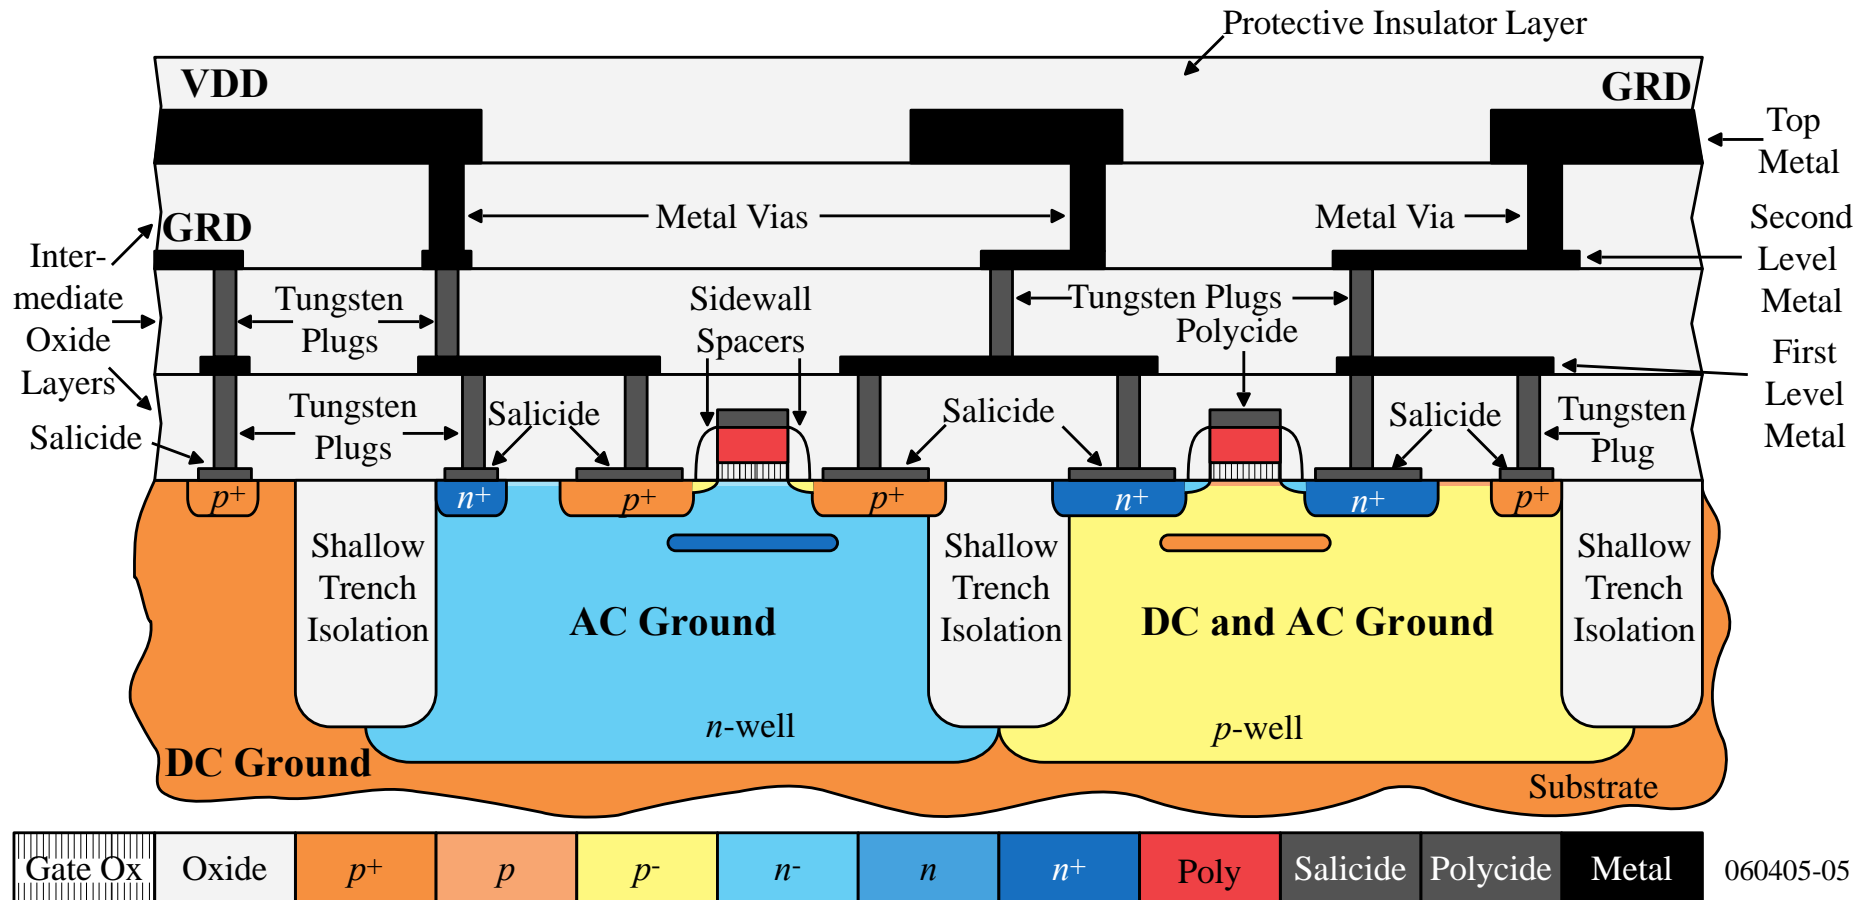 Protective Insulator Layer
VDD
GRD
Top
Metal
Metal Vias
Metal Via
GRD
Second
Level
Metal
Inter-
mediate
Oxide
Layers
Tungsten
Plugs
Sidewall
Spacers
Tungsten Plugs
Polycide
First
Level
Metal
Salicide
Tungsten
Plugs
Salicide
Salicide
Salicide
Tungsten
Plug
p+
n+
p+
p+
n+
n+
p+
Shallow
Trench
Isolation
Shallow
Trench
Isolation
Shallow
Trench
Isolation
AC Ground
DC and AC Ground
n-well
p-well
DC Ground
Substrate
Gate Ox
Oxide
p+
p
p-
n-
n
n+
Poly
Salicide
Polycide
Metal
060405-05